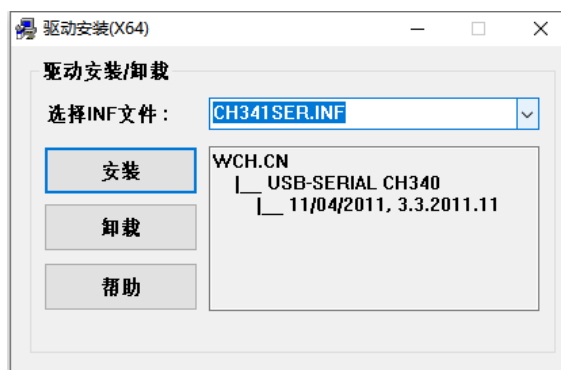 驱动安装(X64)
驱动安装/卸载
选择INF文件：
CH341SER.INF
安装
卸载
帮助
WCH.CN
|__ USB-SERIAL CH340
|__ 11/04/2011, 3.3.2011.11